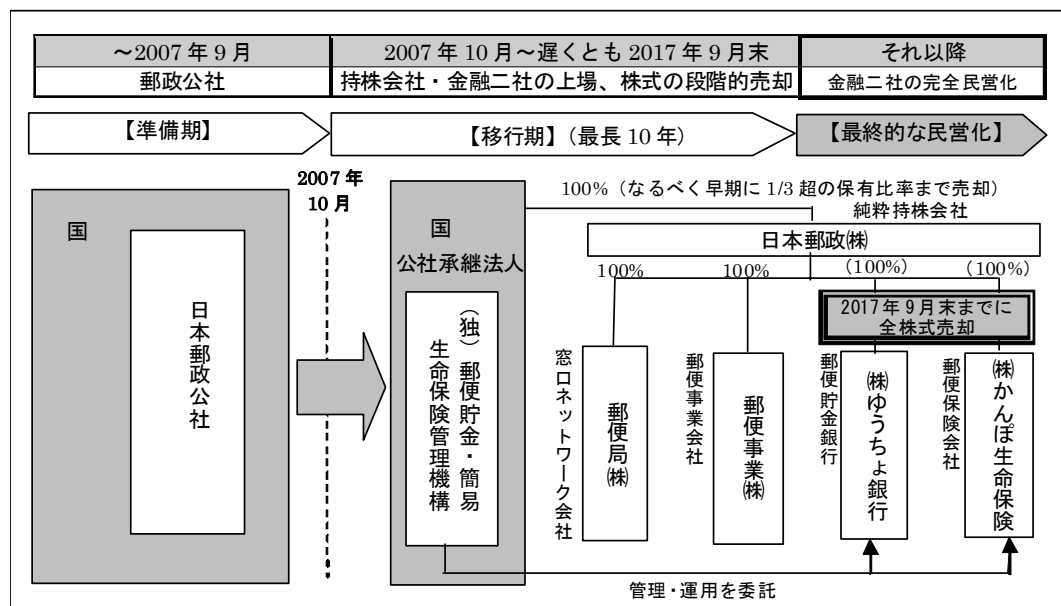 ～2007年9月
2007年10月～遅くとも2017年9月末
それ以降
郵政公社
持株会社・金融二社の上場、株式の段階的売却
金融二社の完全民営化
【準備期】
【移行期】（最長10年）
【最終的な民営化】
2007年
10月
国
日本郵政公社
国
公社承継法人
（独）郵便貯金・簡易
生命保険管理機構
100%（なるべく早期に1/3超の保有比率まで売却）
純粋持株会社
日本郵政㈱
100%
100%
(100%)
(100%)
2017年9月末までに
全株式売却
窓口ネットワーク会社
郵便局㈱
郵便事業会社
郵便事業㈱
郵便貯金銀行
㈱ゆうちょ銀行
郵便保険会社
㈱かんぽ生命保険
管理・運用を委託